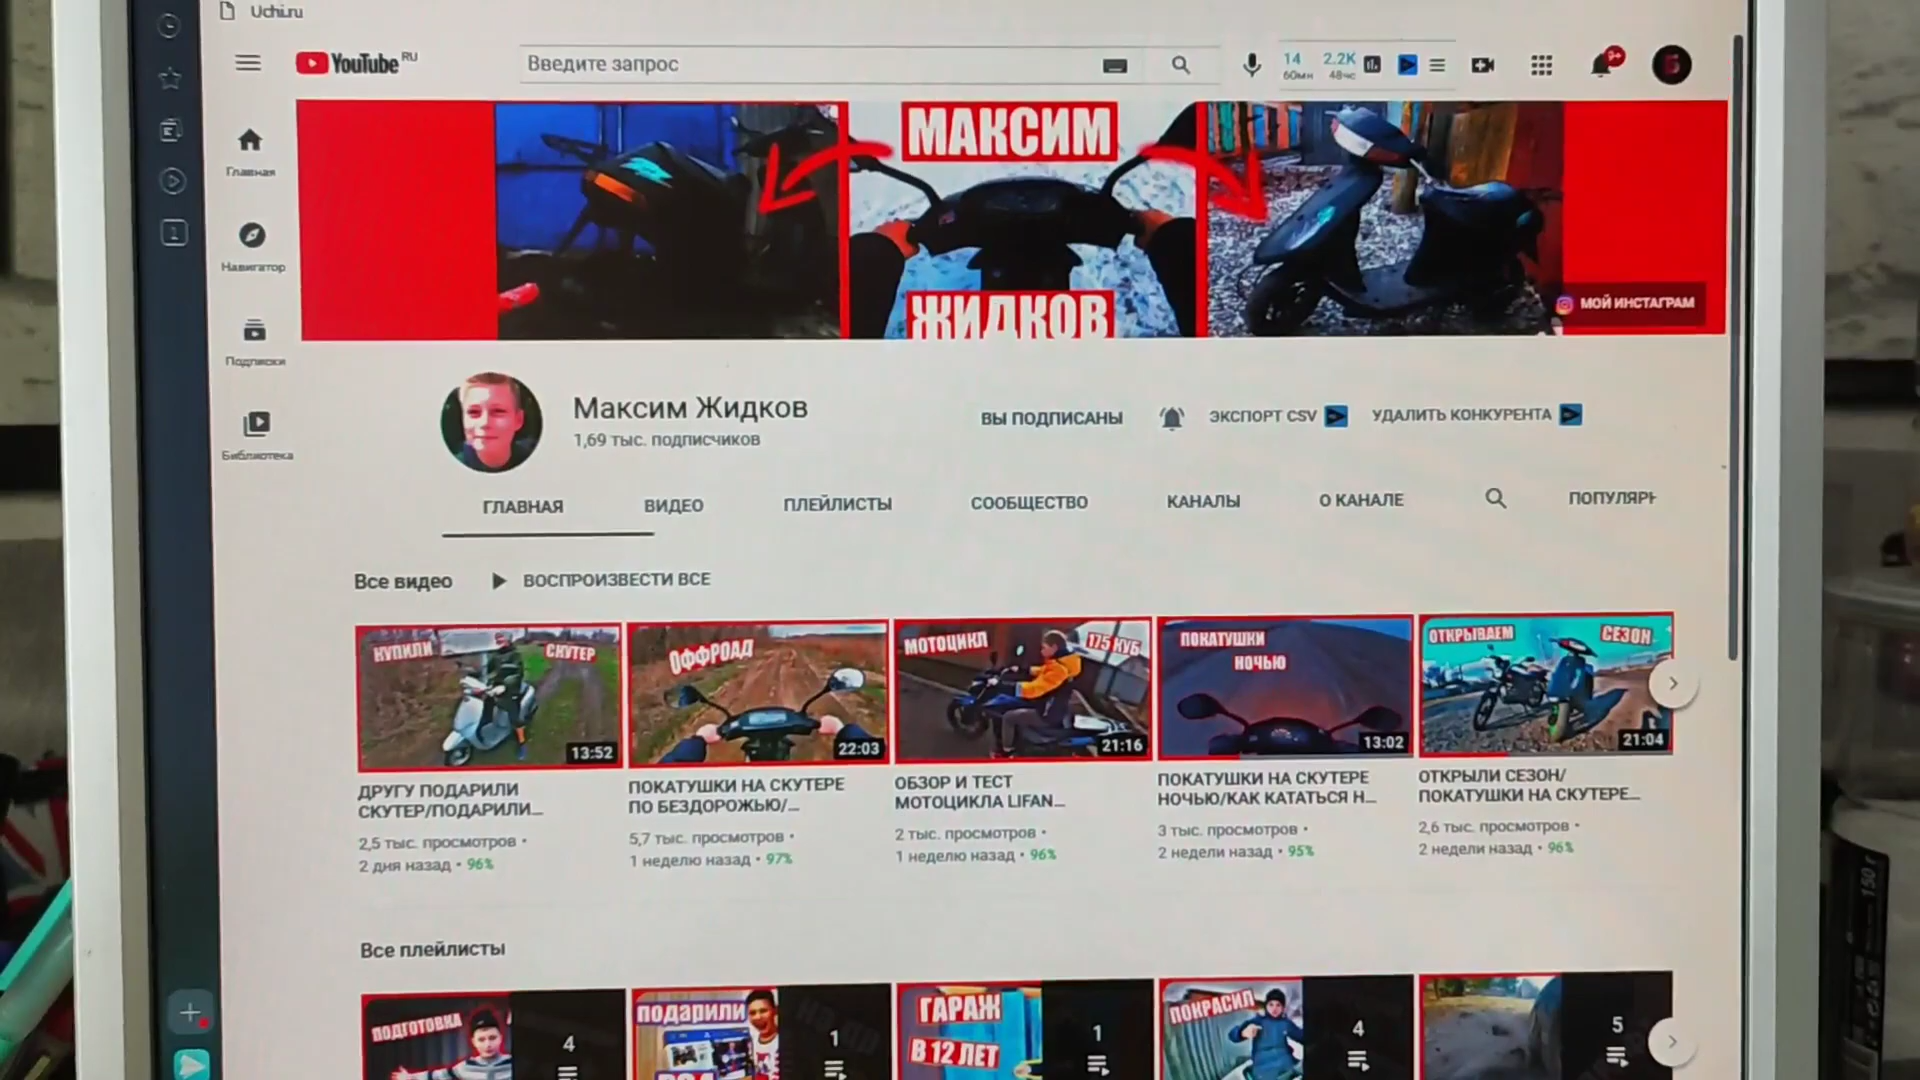 Uchi.ru
YouTube RU
Введите запрос
14
60мн
2.2K
48чс
9+
МАКСИМ
ЖИДКОВ
МОЙ ИНСТАГРАМ
Главная
Навигатор
Подписки
Библиотека
1
Максим Жидков
1,69 тыс. подписчиков
ВЫ ПОДПИСАНЫ
ЭКСПОРТ CSV
УДАЛИТЬ КОНКУРЕНТА
ГЛАВНАЯ
ВИДЕО
ПЛЕЙЛИСТЫ
СООБЩЕСТВО
КАНАЛЫ
О КАНАЛЕ
ПОПУЛЯРН
Все видео
ВОСПРОИЗВЕСТИ ВСЕ
КУПИЛИ СКУТЕР
13:52
ОФФРОАД
22:03
МОТОЦИКЛ 175 КУБ
21:16
ПОКАТУШКИ
НОЧЬЮ
13:02
ОТКРЫВАЕМ СЕЗОН
21:04
ДРУГУ ПОДАРИЛИ
СКУТЕР/ПОДАРИЛИ...
2,5 тыс. просмотров •
2 дня назад • 96%
ПОКАТУШКИ НА СКУТЕРЕ
ПО БЕЗДОРОЖЬЮ/...
5,7 тыс. просмотров •
1 неделю назад • 97%
ОБЗОР И ТЕСТ
МОТОЦИКЛА LIFAN...
2 тыс. просмотров •
1 неделю назад • 96%
ПОКАТУШКИ НА СКУТЕРЕ
НОЧЬЮ/КАК КАТАТЬСЯ Н...
3 тыс. просмотров •
2 недели назад • 95%
ОТКРЫЛИ СЕЗОН/
ПОКАТУШКИ НА СКУТЕРЕ...
2,6 тыс. просмотров •
2 недели назад • 96%
Все плейлисты
ПОДГОТОВКА
4
ПОДАРИЛИ
1
ГАРАЖ
В 12 ЛЕТ
1
ПОКРАСИЛ
4
5
150 г